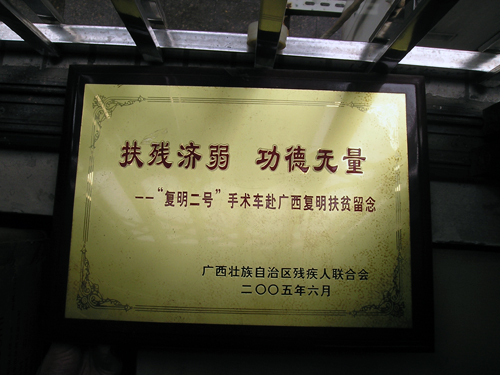 扶残济弱 功德无量
——“复明二号”手术车赴广西复明扶贫留念
广西壮族自治区残疾人联合会
二〇〇五年六月